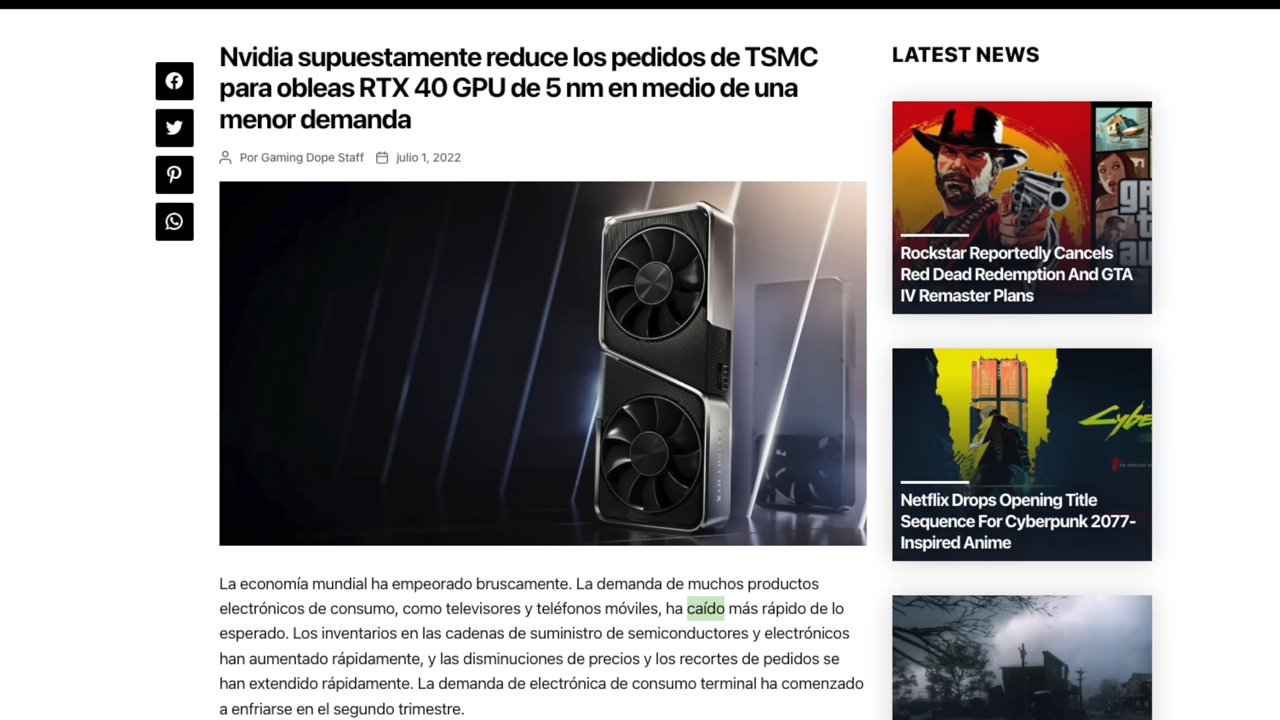 Nvidia supuestamente reduce los pedidos de TSMC
para obleas RTX 40 GPU de 5 nm en medio de una
menor demanda
Por Gaming Dope Staff julio 1, 2022
La economía mundial ha empeorado bruscamente. La demanda de muchos productos
electrónicos de consumo, como televisores y teléfonos móviles, ha caído más rápido de lo
esperado. Los inventarios en las cadenas de suministro de semiconductores y electrónicos
han aumentado rápidamente, y las disminuciones de precios y los recortes de pedidos se
han extendido rápidamente. La demanda de electrónica de consumo terminal ha comenzado
a enfriarse en el segundo trimestre.
LATEST NEWS
Rockstar Reportedly Cancels
Red Dead Redemption And GTA
IV Remaster Plans
Netflix Drops Opening Title
Sequence For Cyberpunk 2077-
Inspired Anime